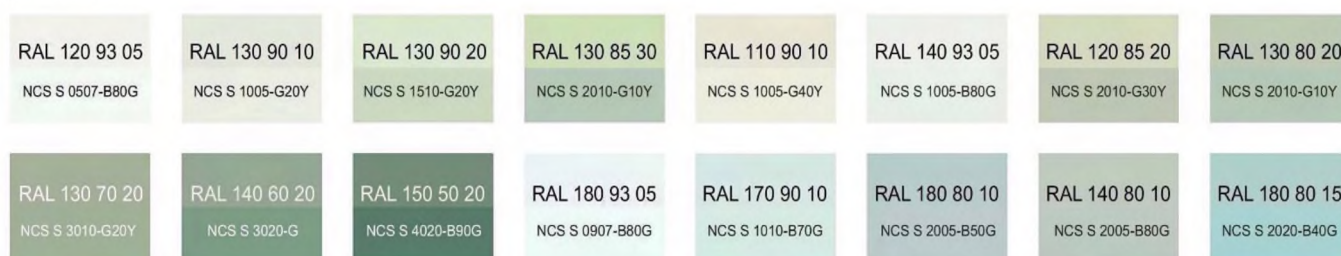 RAL 120 93 05
NCS S 0507-B80G
RAL 130 90 10
NCS S 1005-G20Y
RAL 130 90 20
NCS S 1510-G20Y
RAL 130 85 30
NCS S 2010-G10Y
RAL 110 90 10
NCS S 1005-G40Y
RAL 140 93 05
NCS S 1005-B80G
RAL 120 85 20
NCS S 2010-G30Y
RAL 130 80 20
NCS S 2010-G10Y
RAL 130 70 20
NCS S 3010-G20Y
RAL 140 60 20
NCS S 3020-G
RAL 150 50 20
NCS S 4020-B90G
RAL 180 93 05
NCS S 0907-B80G
RAL 170 90 10
NCS S 1010-B70G
RAL 180 80 10
NCS S 2005-B50G
RAL 140 80 10
NCS S 2005-B80G
RAL 180 80 15
NCS S 2020-B40G